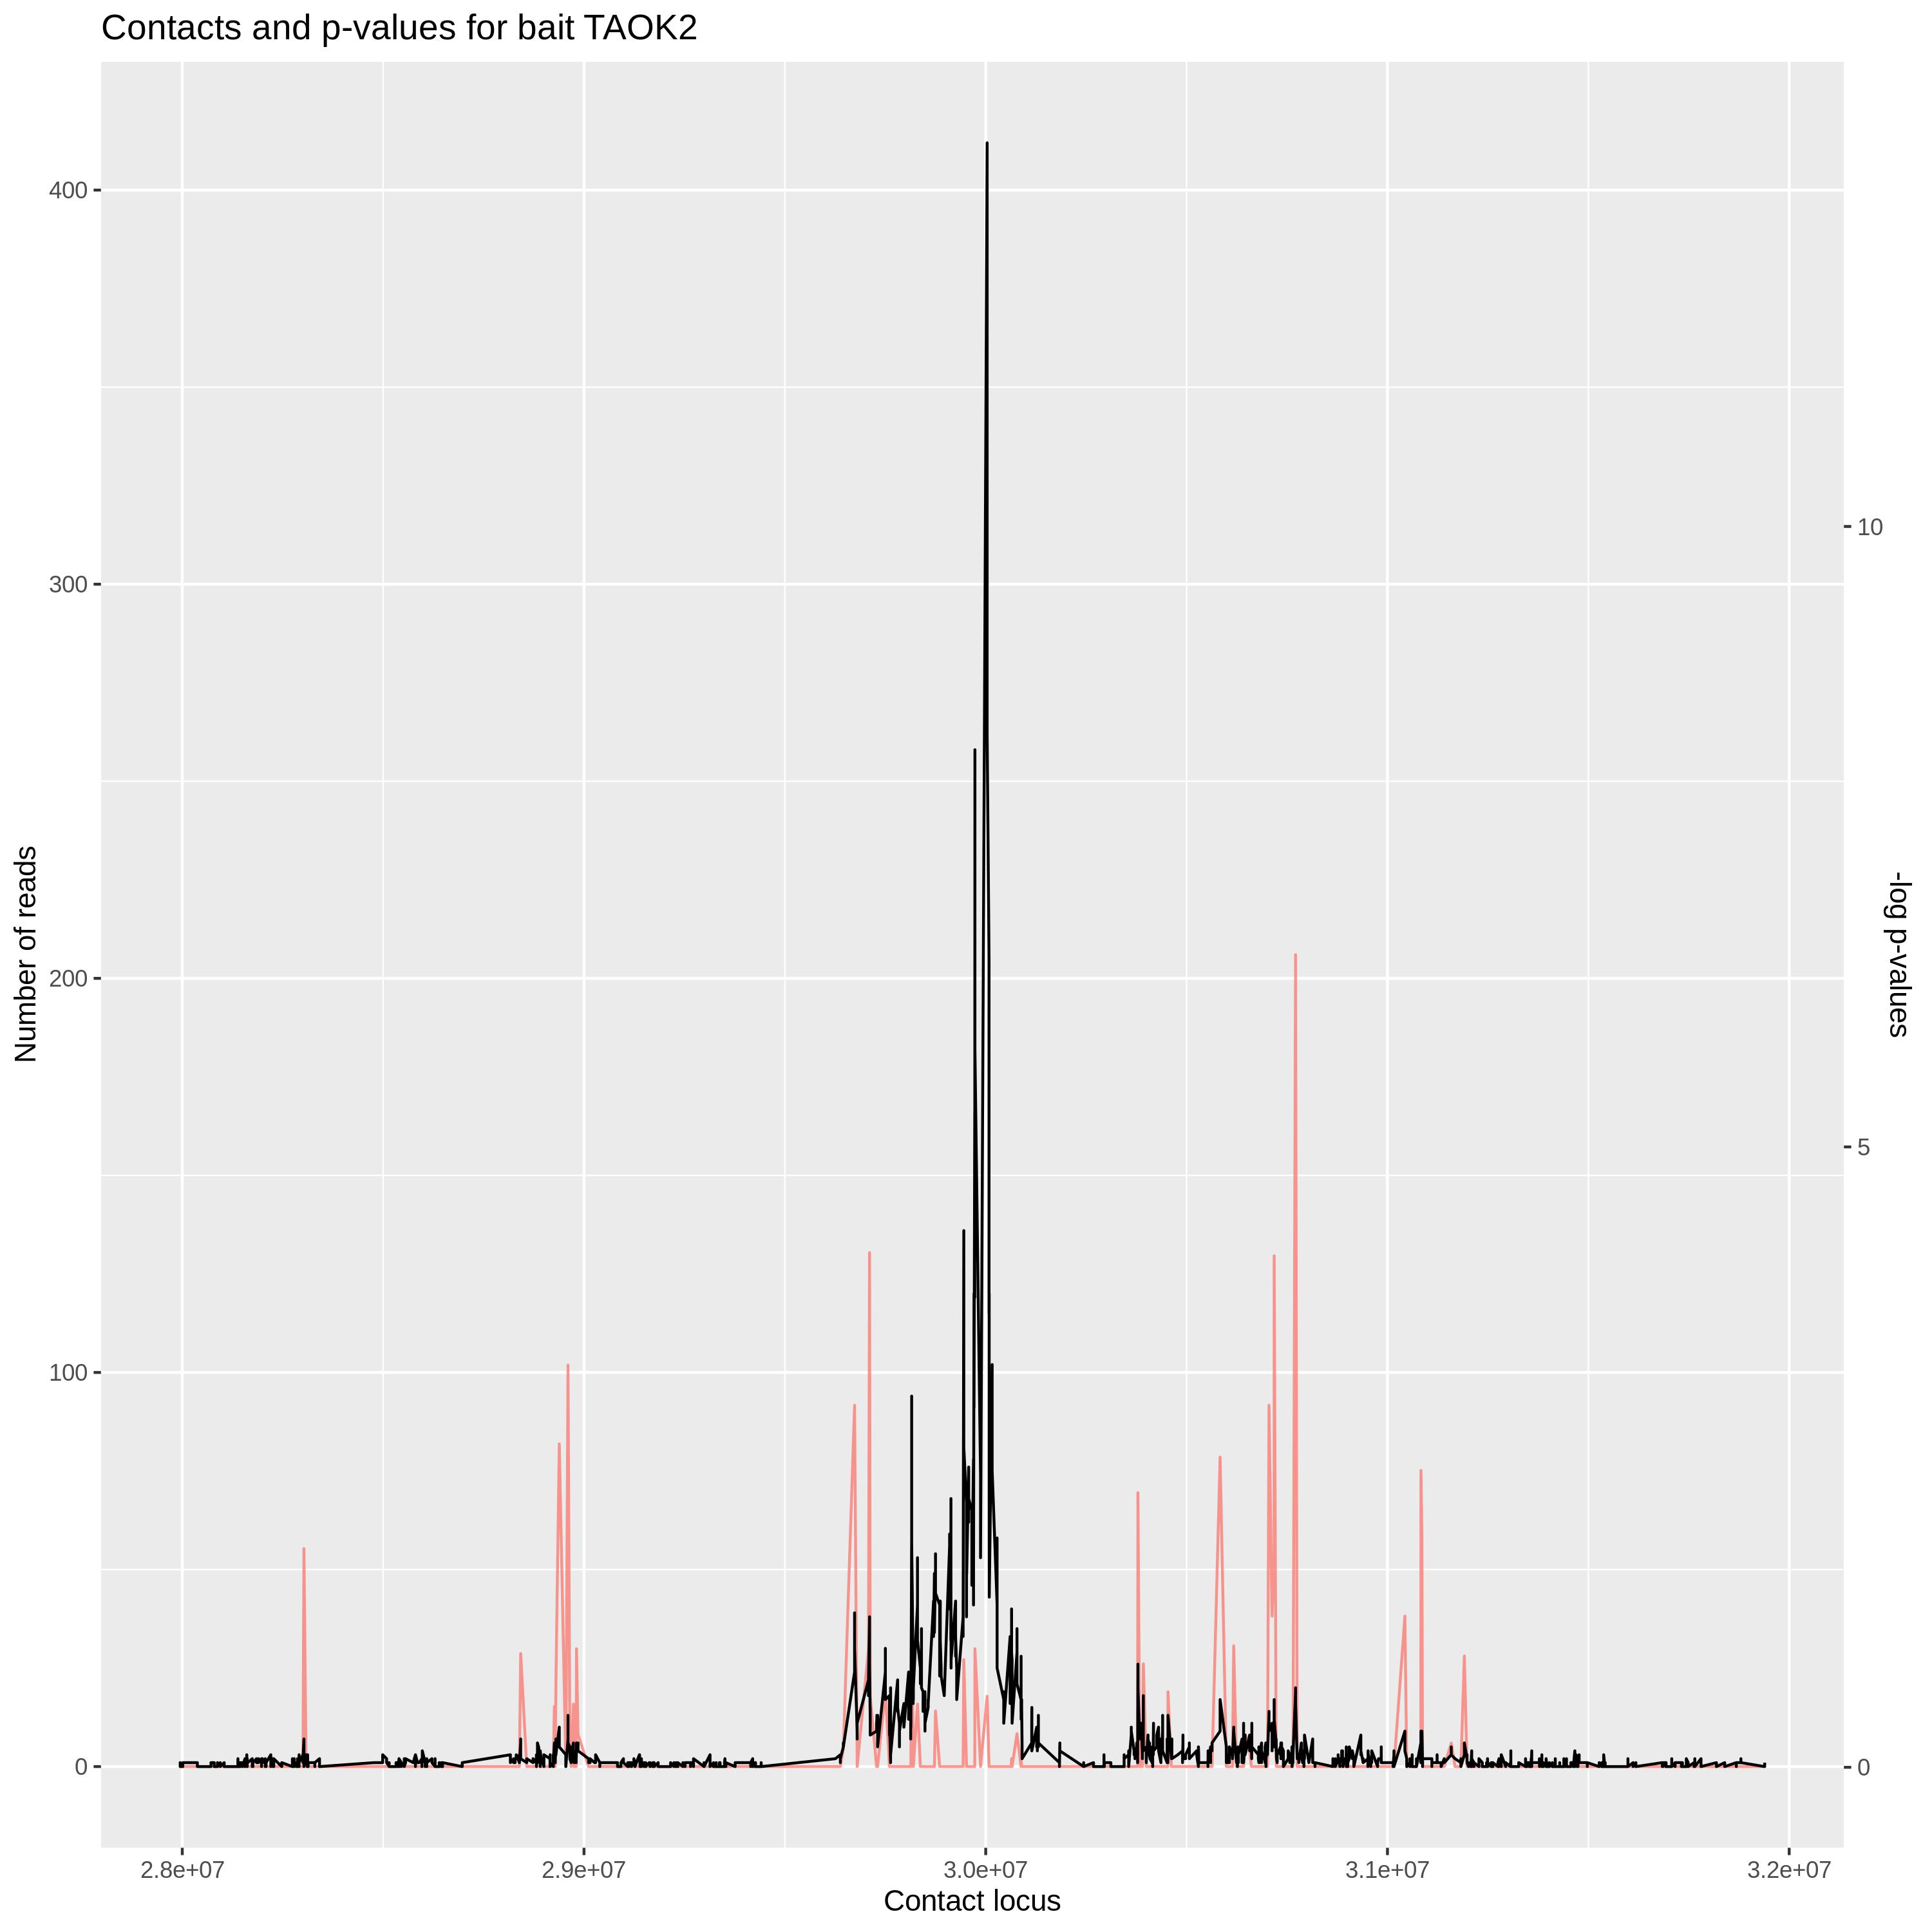 Contacts and p-values for bait TAOK2
400
300
200
100
0
Number of reads
10
5
0
-log p-values
2.8e+07
2.9e+07
3.0e+07
3.1e+07
3.2e+07
Contact locus